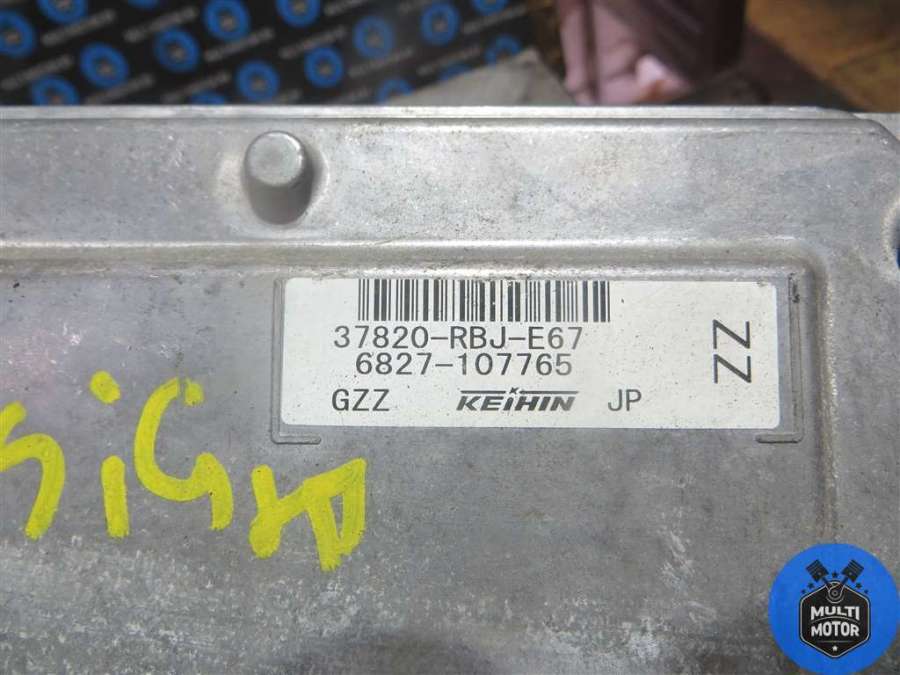 37820-RBJ-E67
6827-107765
GZZ KEIHIN JP
ZZ
MULTI
MOTOR